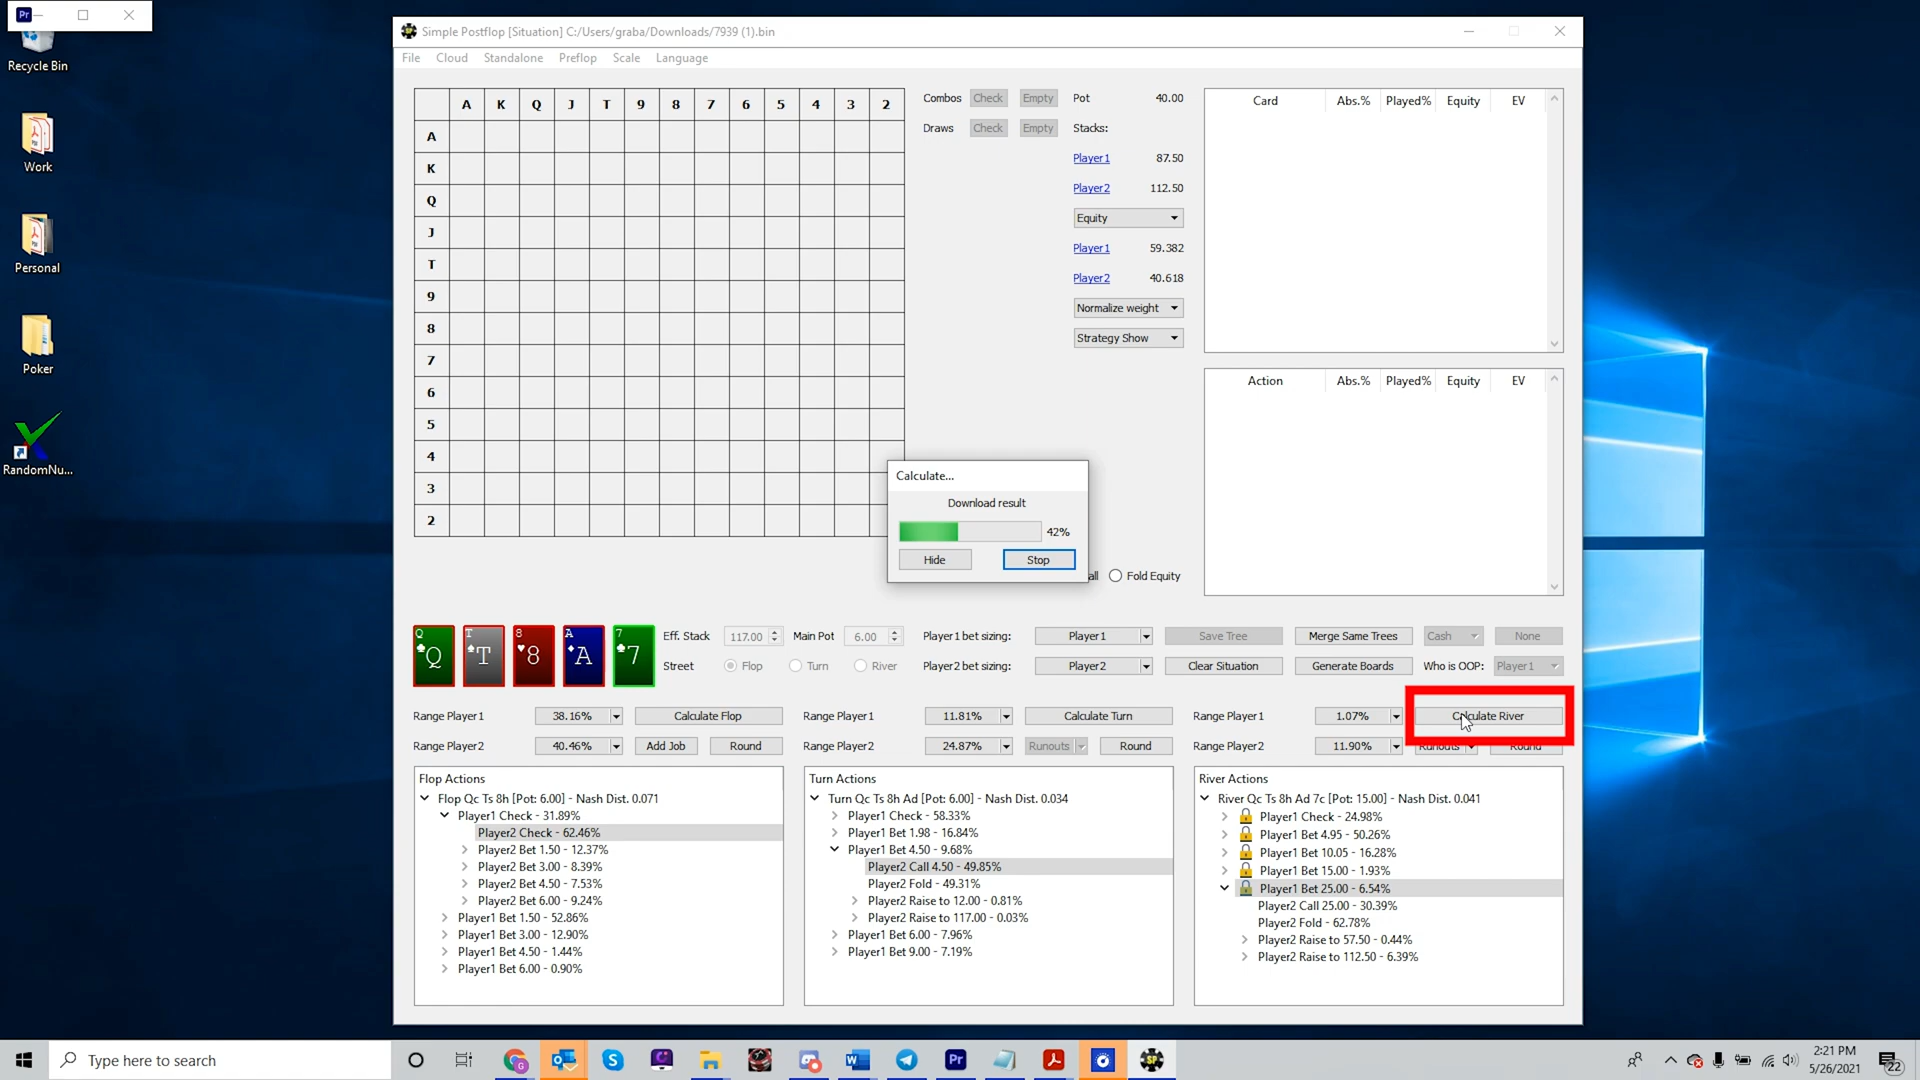 Pr
Recycle Bin
Work
Personal
Poker
RandomNu...
Simple Postflop [Situation] C:/Users/graba/Downloads/7939 (1).bin
File Cloud Standalone Preflop Scale Language
A K Q J T 9 8 7 6 5 4 3 2
A
K
Q
J
T
9
8
7
6
5
4
3
2
Combos Check Empty Pot 40.00
Draws Check Empty Stacks:
Player1 87.50
Player2 112.50
Equity
Player1 59.382
Player2 40.618
Normalize weight
Strategy Show
Card Abs.% Played% Equity EV
Action Abs.% Played% Equity EV
Calculate...
Download result
42%
Hide Stop
all Fold Equity
Q Q T T 8 8 A A 7 7
Eff. Stack 117.00 Main Pot 6.00 Player1 bet sizing: Player1 Save Tree Merge Same Trees Cash None
Street Flop Turn River Player2 bet sizing: Player2 Clear Situation Generate Boards Who is OOP: Player1
Range Player1 38.16% Calculate Flop Range Player1 11.81% Calculate Turn Range Player1 1.07% Calculate River
Range Player2 40.46% Add Job Round Range Player2 24.87% Runouts Round Range Player2 11.90% Runouts Round
Flop Actions
Flop Qc Ts 8h [Pot: 6.00] - Nash Dist. 0.071
Player1 Check - 31.89%
Player2 Check - 62.46%
Player2 Bet 1.50 - 12.37%
Player2 Bet 3.00 - 8.39%
Player2 Bet 4.50 - 7.53%
Player2 Bet 6.00 - 9.24%
Player1 Bet 1.50 - 52.86%
Player1 Bet 3.00 - 12.90%
Player1 Bet 4.50 - 1.44%
Player1 Bet 6.00 - 0.90%
Turn Actions
Turn Qc Ts 8h Ad [Pot: 6.00] - Nash Dist. 0.034
Player1 Check - 58.33%
Player1 Bet 1.98 - 16.84%
Player1 Bet 4.50 - 9.68%
Player2 Call 4.50 - 49.85%
Player2 Fold - 49.31%
Player2 Raise to 12.00 - 0.81%
Player2 Raise to 117.00 - 0.03%
Player1 Bet 6.00 - 7.96%
Player1 Bet 9.00 - 7.19%
River Actions
River Qc Ts 8h Ad 7c [Pot: 15.00] - Nash Dist. 0.041
Player1 Check - 24.98%
Player1 Bet 4.95 - 50.26%
Player1 Bet 10.05 - 16.28%
Player1 Bet 15.00 - 1.93%
Player1 Bet 25.00 - 6.54%
Player2 Call 25.00 - 30.39%
Player2 Fold - 62.78%
Player2 Raise to 57.50 - 0.44%
Player2 Raise to 112.50 - 6.39%
Type here to search
Pr
2:21 PM
5/26/2021
22